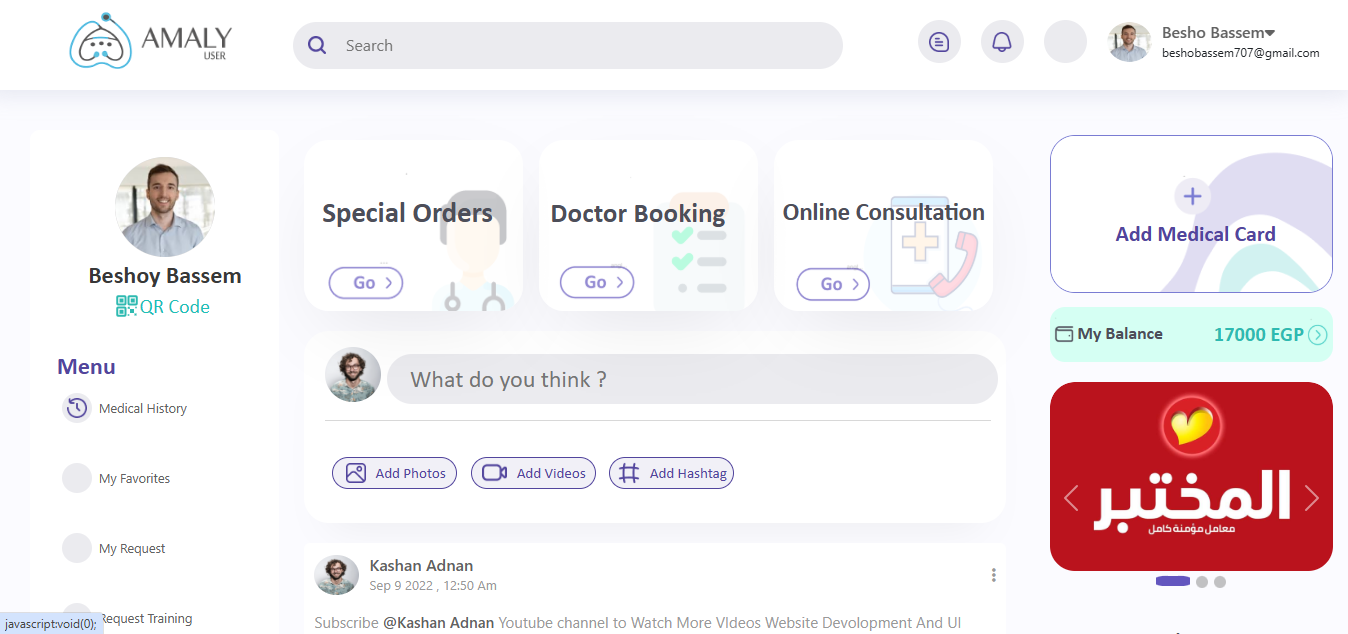 AMALY
USER
Search
Besho Bassem
beshobassem707@gmail.com
Beshoy Bassem
QR Code
Menu
Medical History
My Favorites
My Request
Request Training
javascript:void(0);
Special Orders
Go
Doctor Booking
Go
Online Consultation
Go
What do you think ?
Add Photos
Add Videos
Add Hashtag
Kashan Adnan
Sep 9 2022 , 12:50 Am
Subscribe @Kashan Adnan Youtube channel to Watch More VIdeos Website Devolopment And UI
Add Medical Card
My Balance
17000 EGP
المختبر
معامل مؤمنة كامل